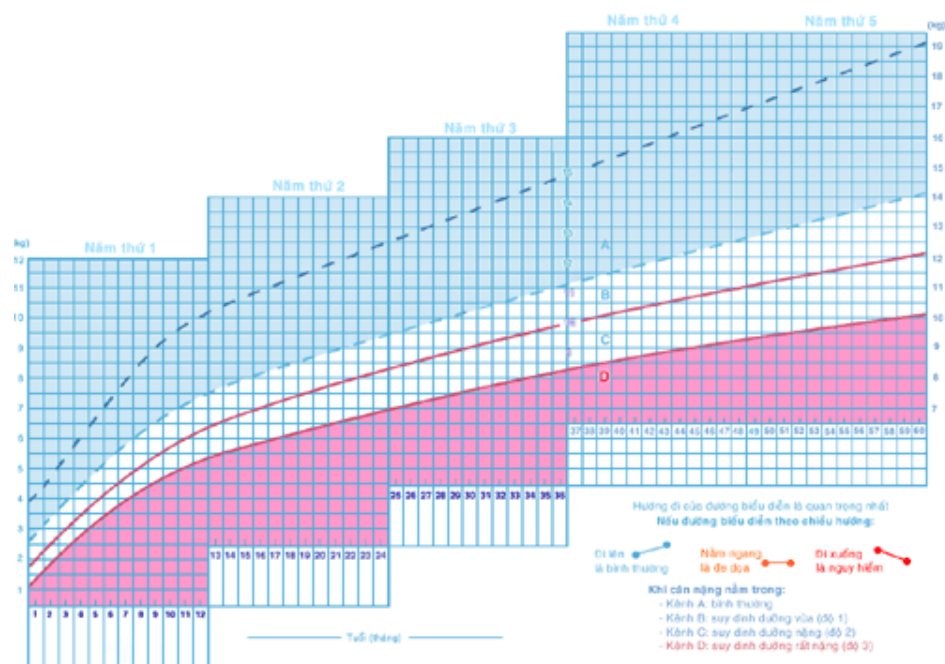 Năm thứ 4
Năm thứ 5
(kg)
19
18
17
16
15
14
13
12
11
10
9
8
7
Năm thứ 3
Năm thứ 2
Năm thứ 1
(kg)
12
11
10
9
8
7
6
5
4
3
2
1
A
B
C
D
37 38 39 40 41 42 43 44 45 46 47 48 49 50 51 52 53 54 55 56 57 58 59 60
25 26 27 28 29 30 31 32 33 34 35 36
13 14 15 16 17 18 19 20 21 22 23 24
1 2 3 4 5 6 7 8 9 10 11 12
Tuổi (tháng)
Hướng đi của đường biểu diễn là quan trọng nhất
Nếu đường biểu diễn theo chiều hướng:
Đi lên
là bình thường
Nằm ngang
là đe dọa
Đi xuống
là nguy hiểm
Khi cân nặng nằm trong:
- Kênh A: bình thường
- Kênh B: suy dinh dưỡng vừa (độ 1)
- Kênh C: suy dinh dưỡng nặng (độ 2)
- Kênh D: suy dinh dưỡng rất nặng (độ 3)